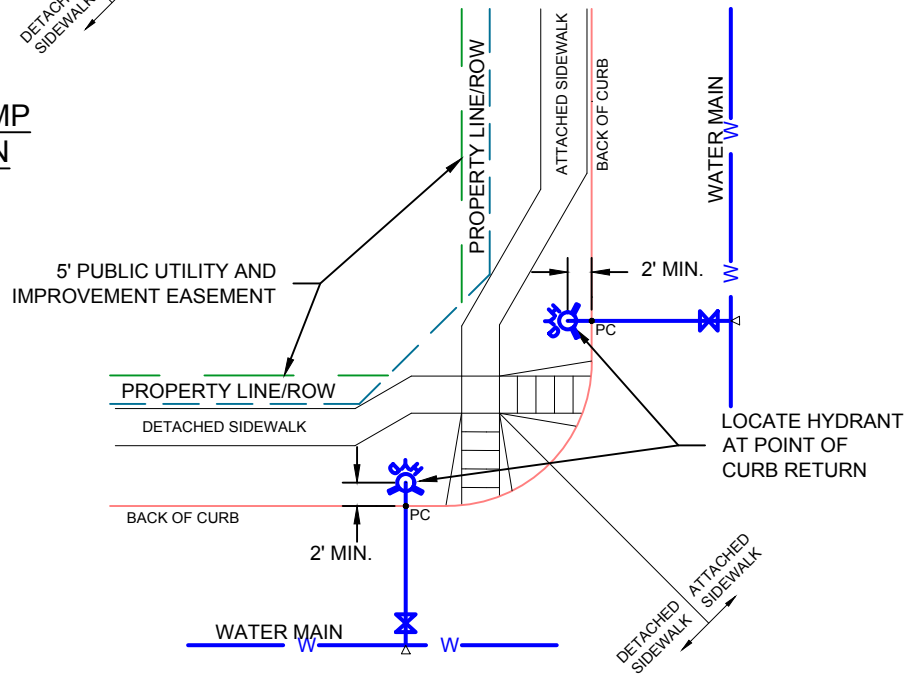 DETACHED
SIDEWALK
MP
N
PROPERTY LINE/ROW
ATTACHED SIDEWALK
BACK OF CURB
WATER MAIN
W
W
5' PUBLIC UTILITY AND
IMPROVEMENT EASEMENT
2' MIN.
PC
PROPERTY LINE/ROW
DETACHED SIDEWALK
LOCATE HYDRANT
AT POINT OF
CURB RETURN
BACK OF CURB
PC
2' MIN.
WATER MAIN
W
W
ATTACHED
SIDEWALK
DETACHED
SIDEWALK